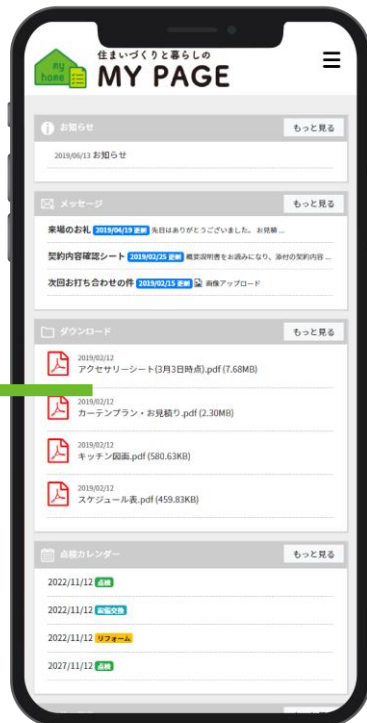 my home
住まいづくりと暮らしの
MY PAGE
お知らせ もっと見る
2019/06/13 お知らせ
メッセージ もっと見る
来場のお礼 2019/04/19 更新 先日はありがとうございました。 お見積 ...
契約内容確認シート 2019/02/25 更新 概要説明書をお読みになり、添付の契約内容 ...
次回お打ち合わせの件 2019/02/15 更新 画像アップロード
ダウンロード もっと見る
2019/02/12
アクセサリーシート(3月3日時点).pdf (7.68MB)
2019/02/12
カーテンプラン・お見積り.pdf (2.30MB)
2019/02/12
キッチン図面.pdf (580.63KB)
2019/02/12
スケジュール表.pdf (459.83KB)
点検カレンダー もっと見る
2022/11/12 点検
2022/11/12
2022/11/12 リフォーム
2027/11/12 点検